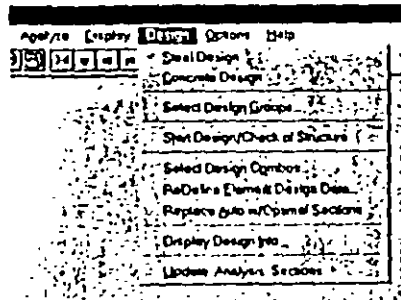 Analyze Display Design Options Help
Steel Design
Concrete Design
Select Design Groups...
Start Design/Check of Structure
Select Design Combos...
ReDefine Element Design Data...
Replace Auto w/Optimal Sections
Display Design Info...
Update Analysis Sections